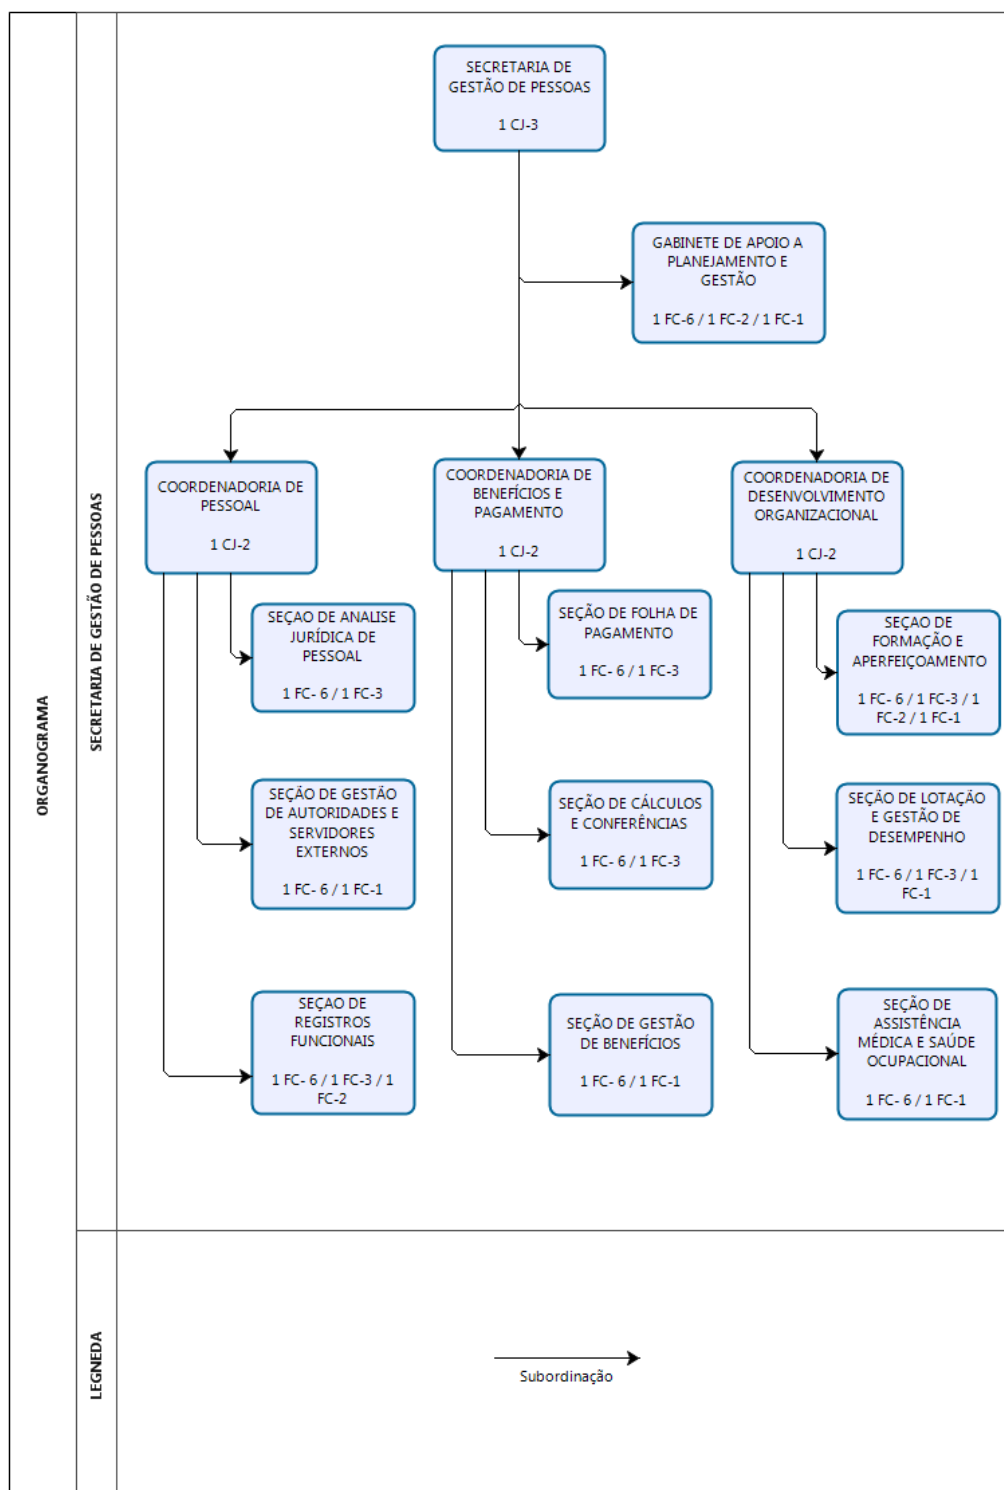 ORGANOGRAMA
SECRETARIA DE GESTÃO DE PESSOAS
SECRETARIA DE
GESTÃO DE PESSOAS
1 CJ-3
GABINETE DE APOIO A
PLANEJAMENTO E
GESTÃO
1 FC-6 / 1 FC-2 / 1 FC-1
COORDENADORIA DE
PESSOAL
1 CJ-2
COORDENADORIA DE
BENEFÍCIOS E
PAGAMENTO
1 CJ-2
COORDENADORIA DE
DESENVOLVIMENTO
ORGANIZACIONAL
1 CJ-2
SEÇAO DE ANALISE
JURÍDICA DE
PESSOAL
1 FC- 6 / 1 FC-3
SEÇÃO DE FOLHA DE
PAGAMENTO
1 FC- 6 / 1 FC-3
SEÇAO DE
FORMAÇÃO E
APERFEIÇOAMENTO
1 FC- 6 / 1 FC-3 / 1
FC-2 / 1 FC-1
SEÇÃO DE GESTÃO
DE AUTORIDADES E
SERVIDORES
EXTERNOS
1 FC- 6 / 1 FC-1
SEÇÃO DE CÁLCULOS
E CONFERÊNCIAS
1 FC- 6 / 1 FC-3
SEÇÃO DE LOTAÇÃO
E GESTÃO DE
DESEMPENHO
1 FC- 6 / 1 FC-3 / 1
FC-1
SEÇAO DE
REGISTROS
FUNCIONAIS
1 FC- 6 / 1 FC-3 / 1
FC-2
SEÇÃO DE GESTÃO
DE BENEFÍCIOS
1 FC- 6 / 1 FC-1
SEÇÃO DE
ASSISTÊNCIA
MÉDICA E SAÚDE
OCUPACIONAL
1 FC- 6 / 1 FC-1
LEGNEDA
Subordinação